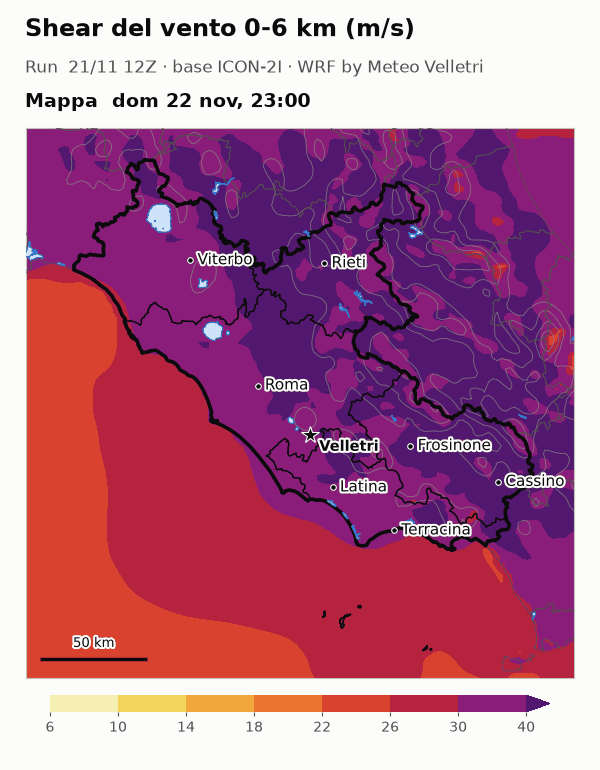 Shear del vento 0-6 km (m/s)
Run 21/11 12Z · base ICON-2I · WRF by Meteo Velletri
Mappa dom 22 nov, 23:00
Viterbo
Rieti
Roma
Velletri
Frosinone
Latina
Cassino
Terracina
50 km
6 10 14 18 22 26 30 40